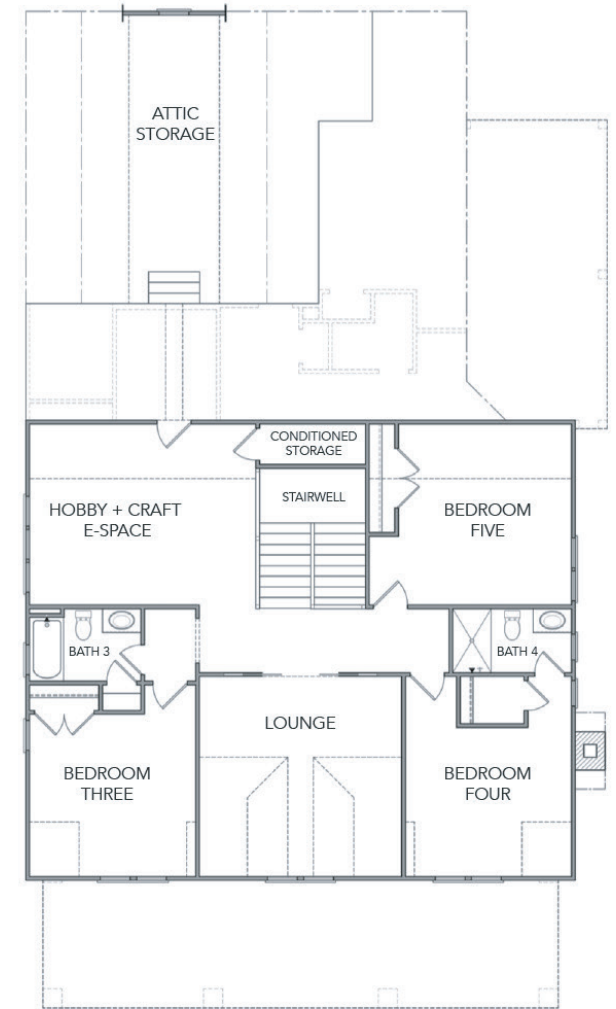 ATTIC
STORAGE
CONDITIONED
STORAGE
STAIRWELL
HOBBY + CRAFT
E-SPACE
BEDROOM
FIVE
BATH 3
BATH 4
LOUNGE
BEDROOM
THREE
BEDROOM
FOUR